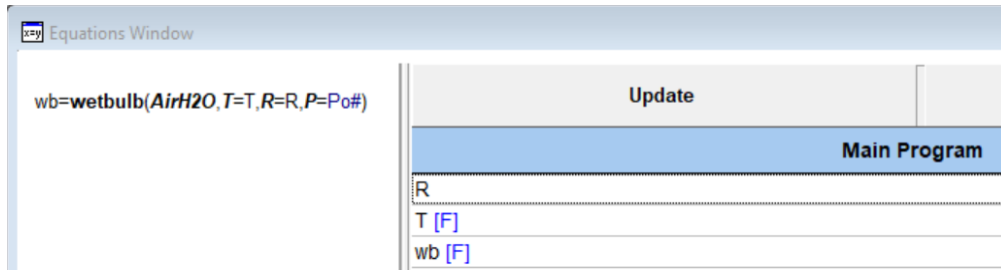 x=y Equations Window
wb=wetbulb(AirH2O,T=T,R=R,P=Po#)
Update
Main Program
R
T [F]
wb [F]